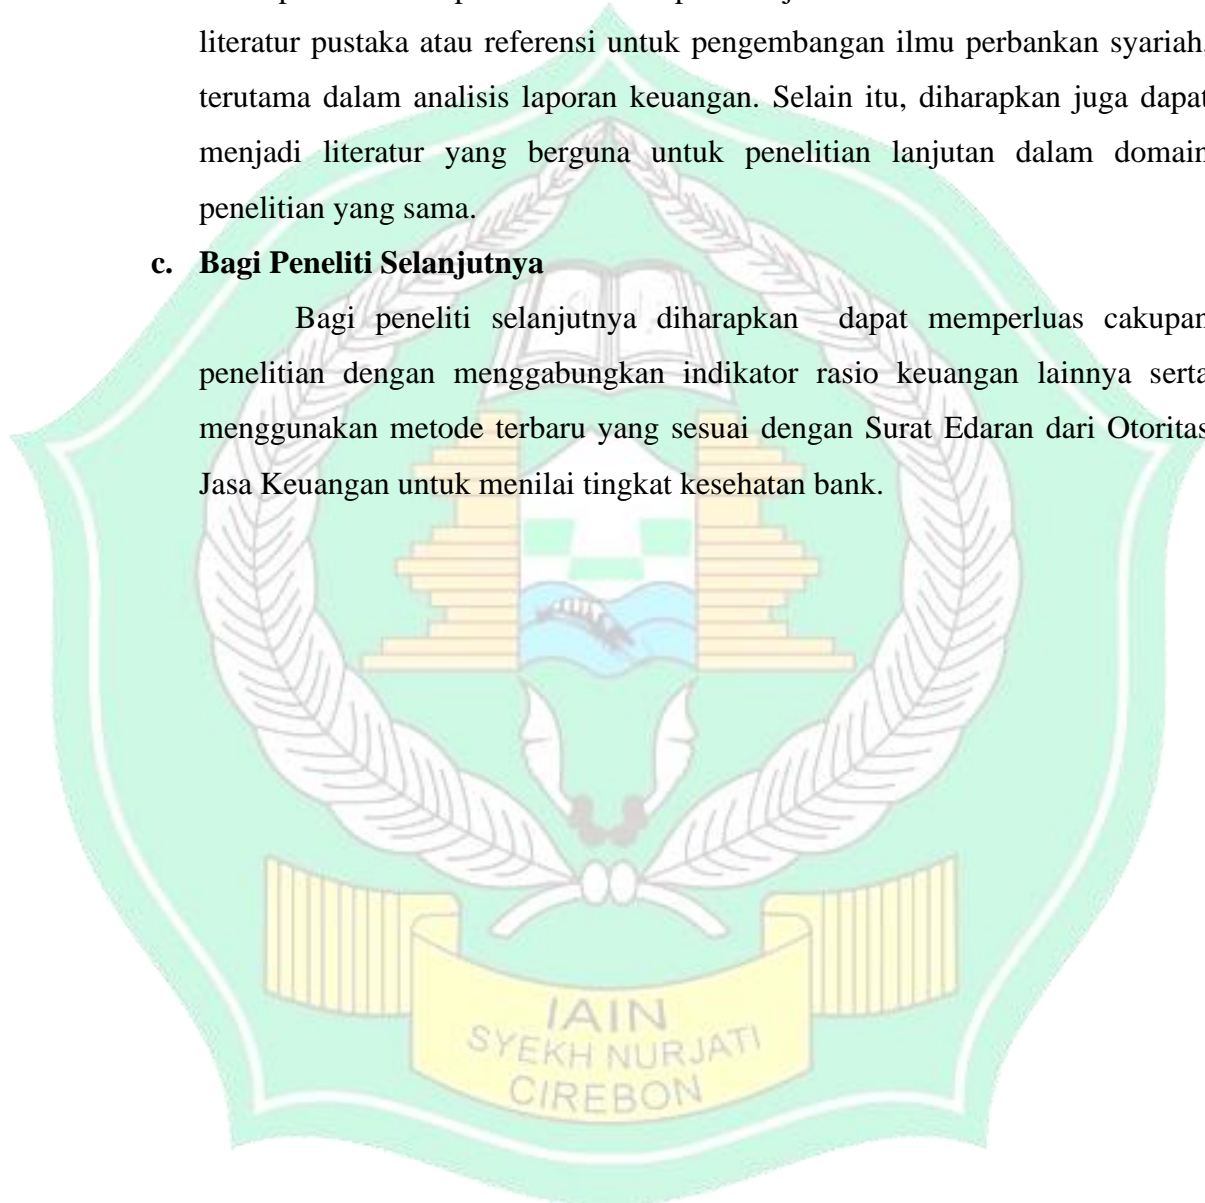 literatur pustaka atau referensi untuk pengembangan ilmu perbankan syariah,
terutama dalam analisis laporan keuangan. Selain itu, diharapkan juga dapat
menjadi literatur yang berguna untuk penelitian lanjutan dalam domain
penelitian yang sama.
c. Bagi Peneliti Selanjutnya
Bagi peneliti selanjutnya diharapkan dapat memperluas cakupan
penelitian dengan menggabungkan indikator rasio keuangan lainnya serta
menggunakan metode terbaru yang sesuai dengan Surat Edaran dari Otoritas
Jasa Keuangan untuk menilai tingkat kesehatan bank.
IAIN
SYEKH NURJATI
CIREBON